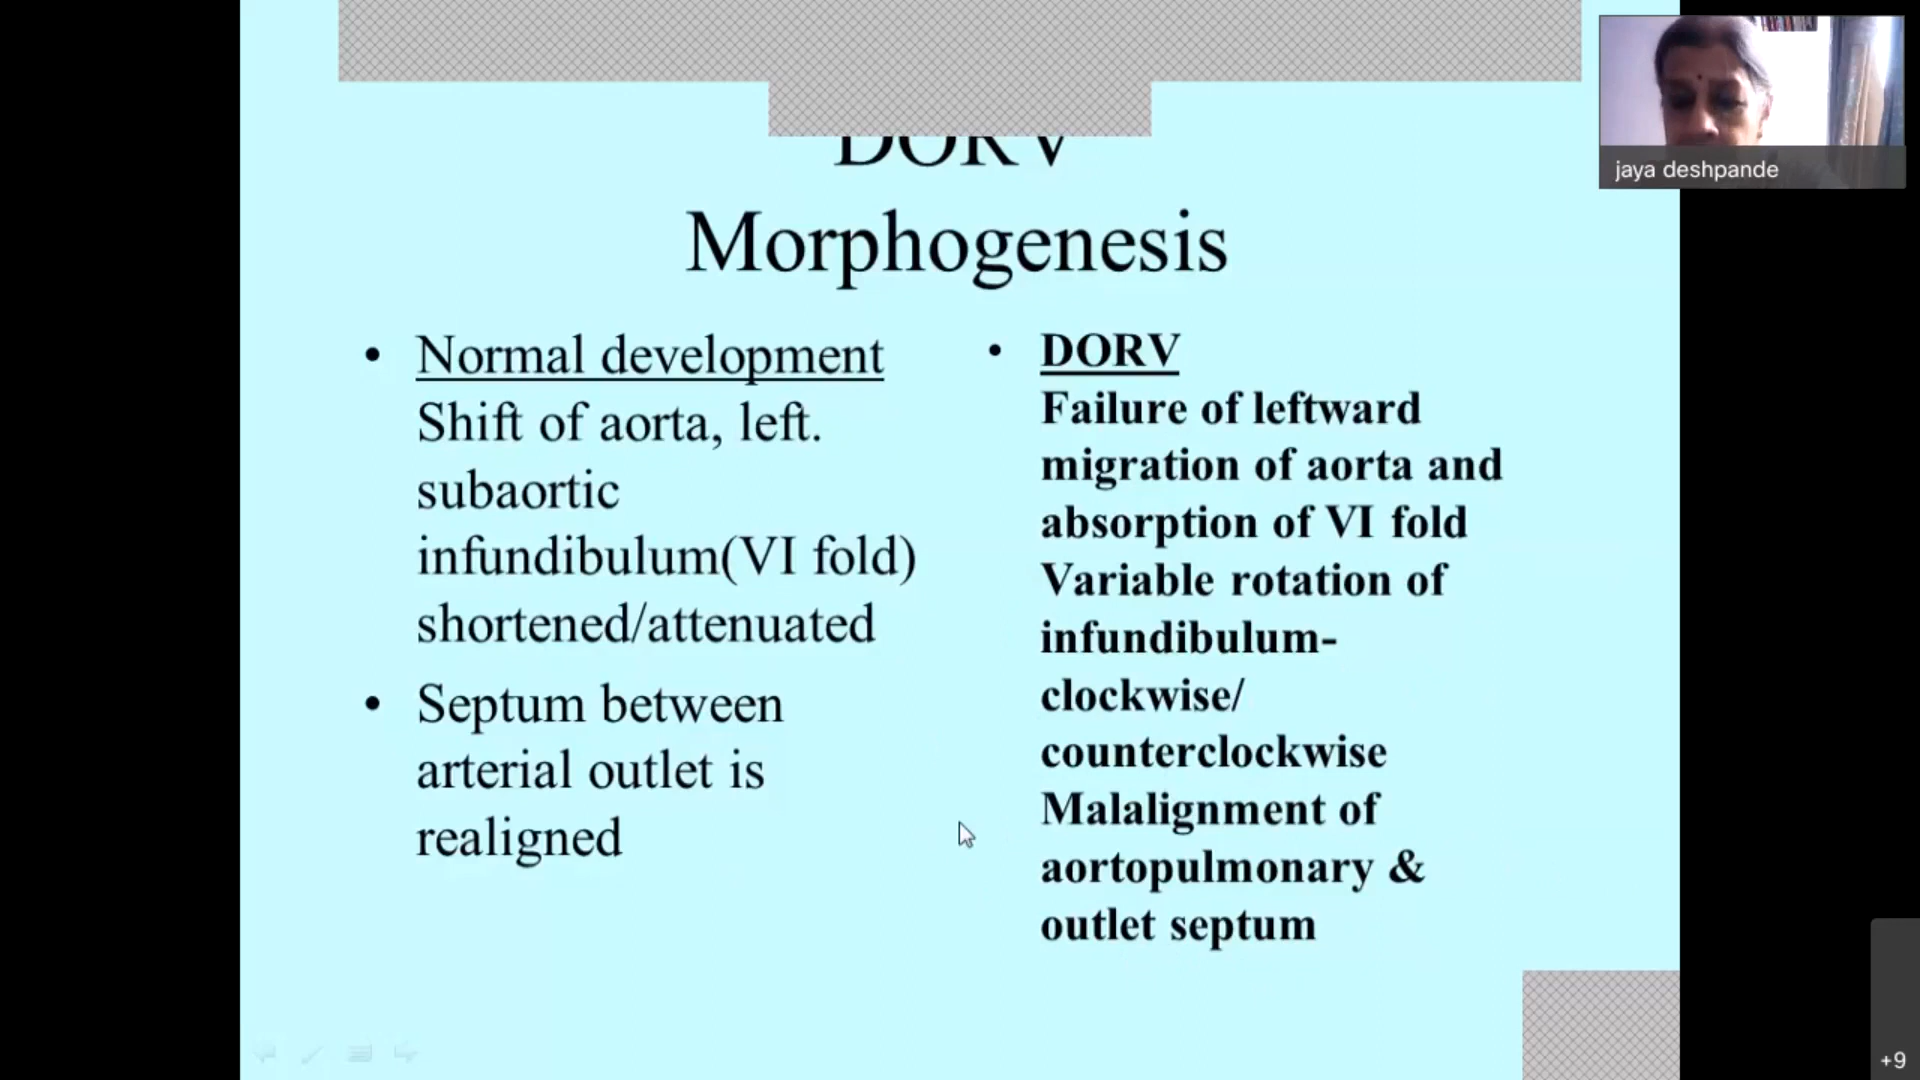 DORV
Morphogenesis
• Normal development
Shift of aorta, left.
subaortic
infundibulum(VI fold)
shortened/attenuated
• Septum between
arterial outlet is
realigned
• DORV
Failure of leftward
migration of aorta and
absorption of VI fold
Variable rotation of
infundibulum-
clockwise/
counterclockwise
Malalignment of
aortopulmonary &
outlet septum
jaya deshpande
+9